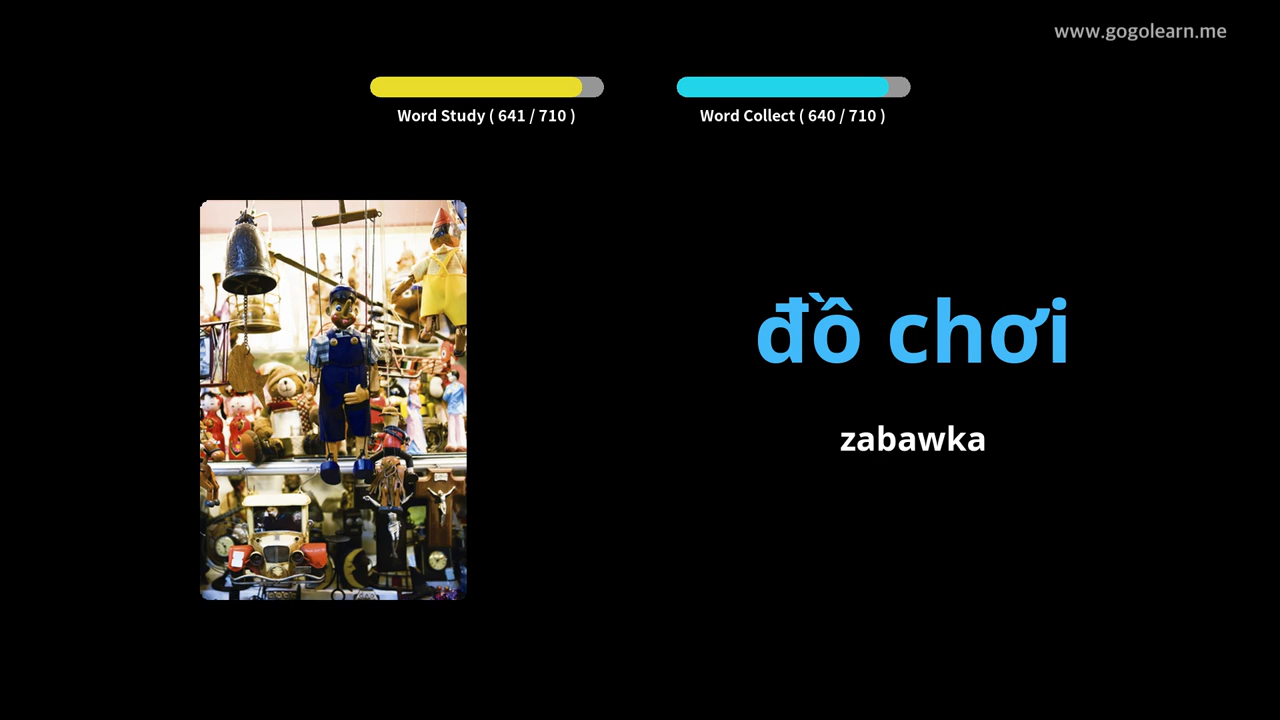 www.gogolearn.me
Word Study ( 641 / 710 )
Word Collect ( 640 / 710 )
đồ chơi
zabawka